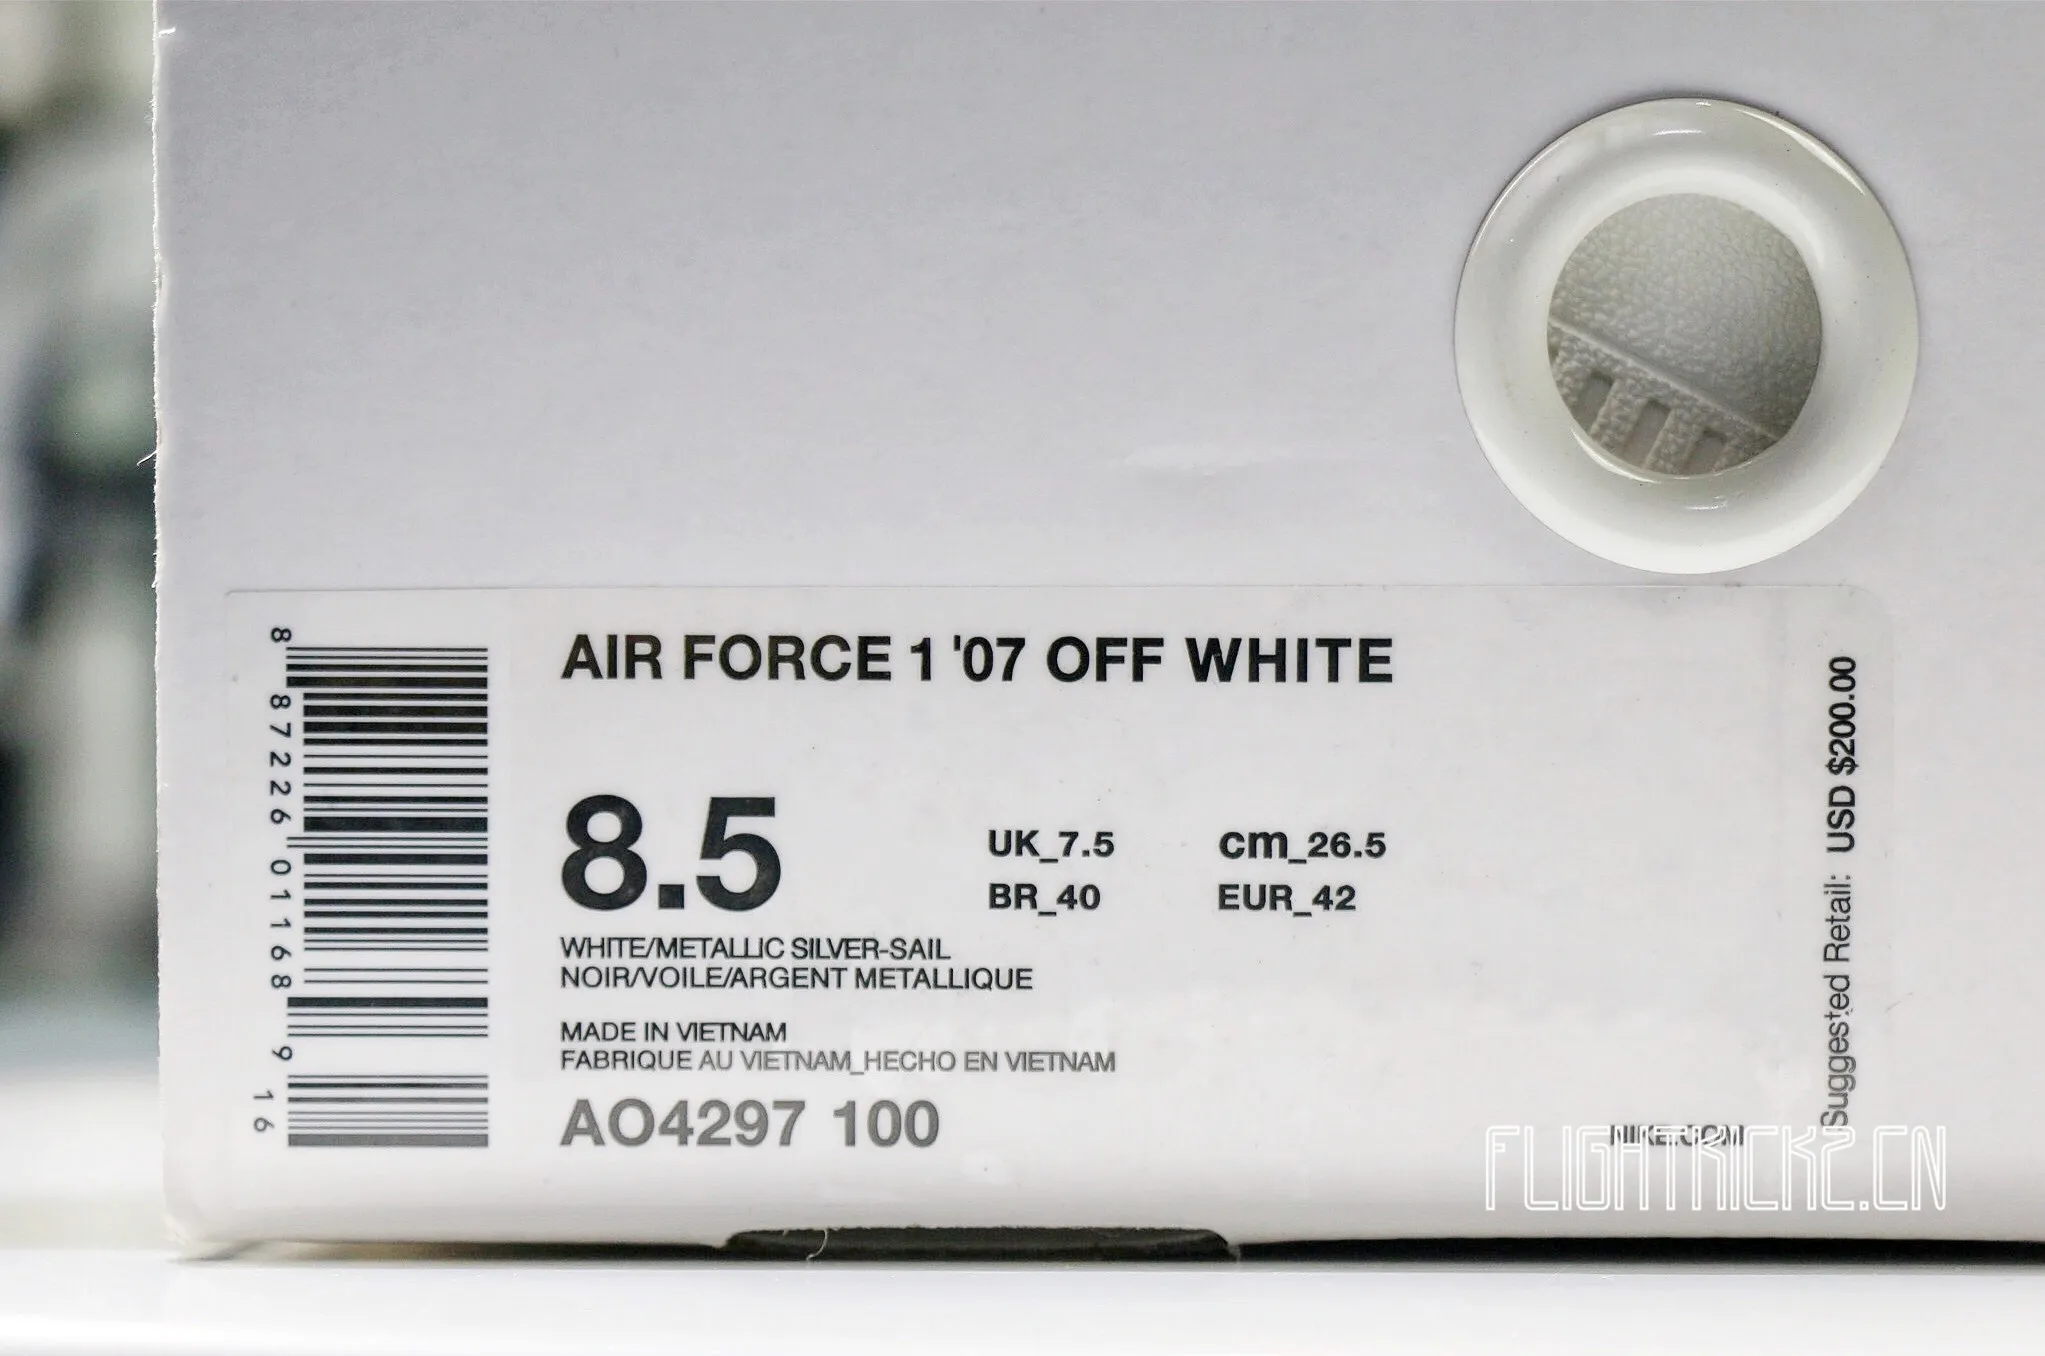 AIR FORCE 1 '07 OFF WHITE
8.5
UK_7.5
cm_26.5
BR_40
EUR_42
WHITE/METALLIC SILVER-SAIL
NOIR/VOILE/ARGENT METALLIQUE
MADE IN VIETNAM
FABRIQUE AU VIETNAM_HECHO EN VIETNAM
AO4297 100
8 87226 01168 9
16
Suggested Retail: USD $200.00
NIKE.COM
FLIGHTKICKZ.CN